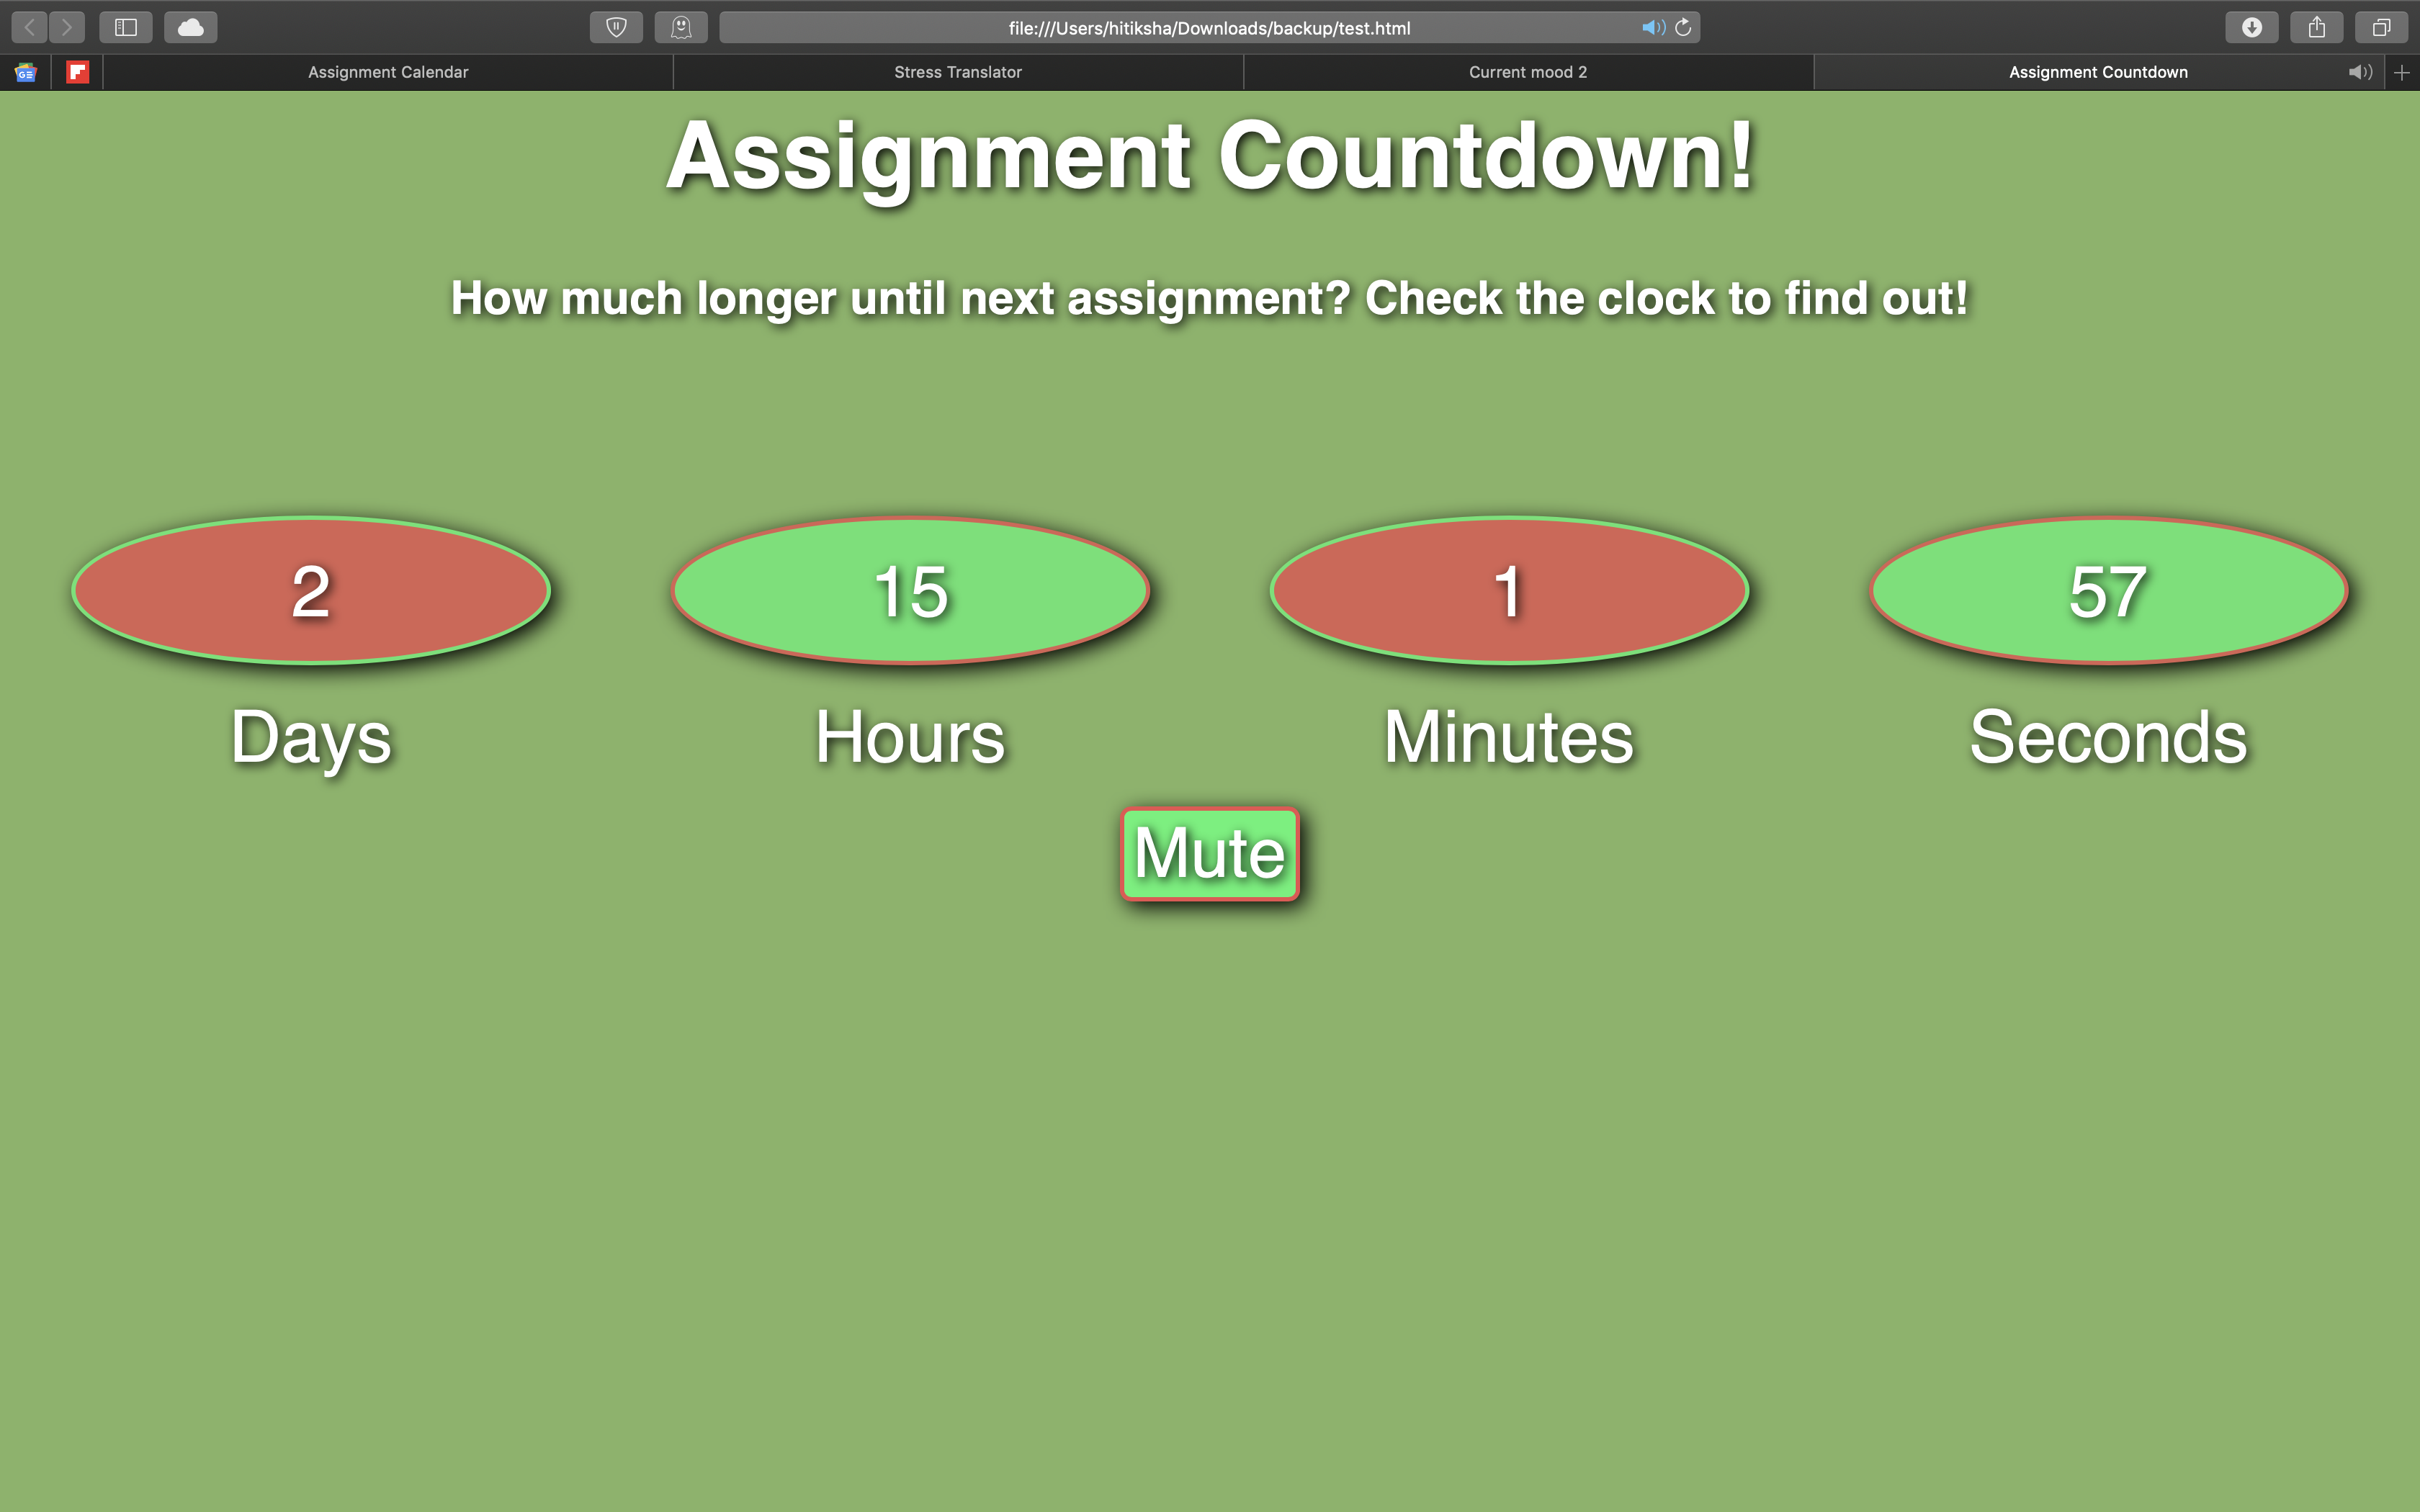 file:///Users/hitiksha/Downloads/backup/test.html
GE
Assignment Calendar
Stress Translator
Current mood 2
Assignment Countdown
Assignment Countdown!
How much longer until next assignment? Check the clock to find out!
2
15
1
57
Days
Hours
Minutes
Seconds
Mute